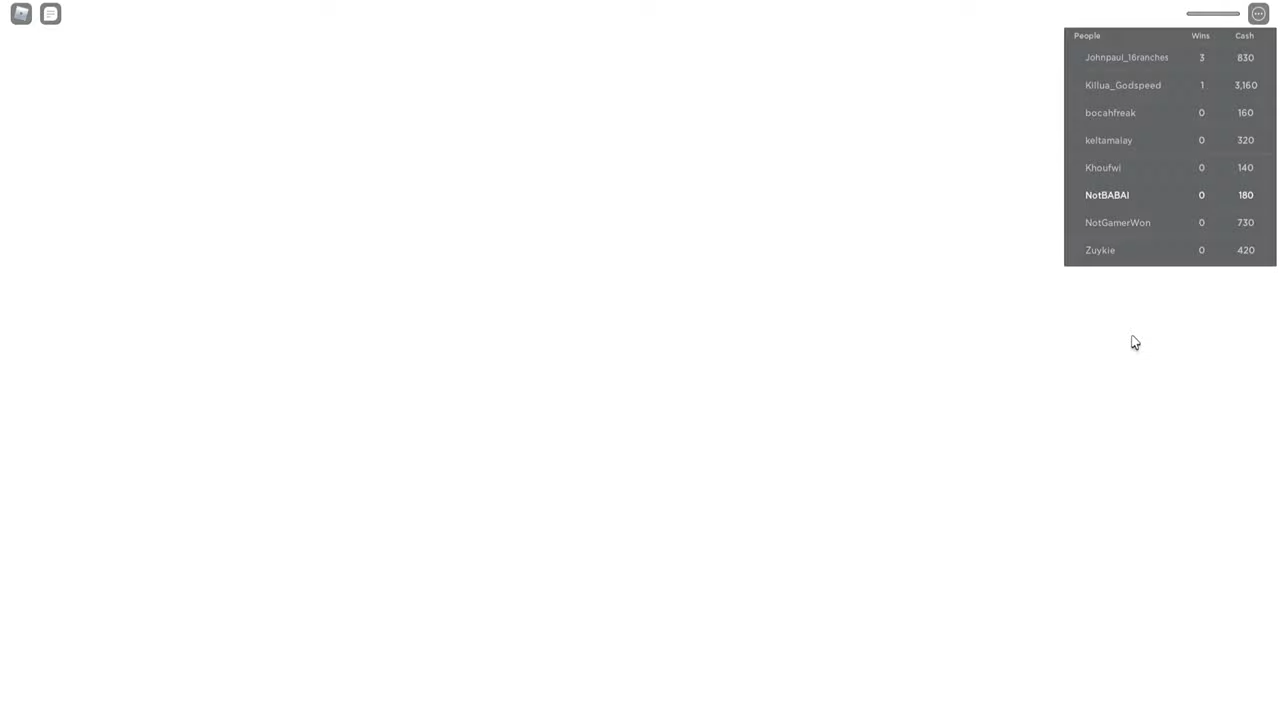 People Wins Cash
Johnpaul_16ranches 3 830
Killua_Godspeed 1 3,160
bocahfreak 0 160
keltamalay 0 320
Khoufwi 0 140
NotBABAI 0 180
NotGamerWon 0 730
Zuykie 0 420